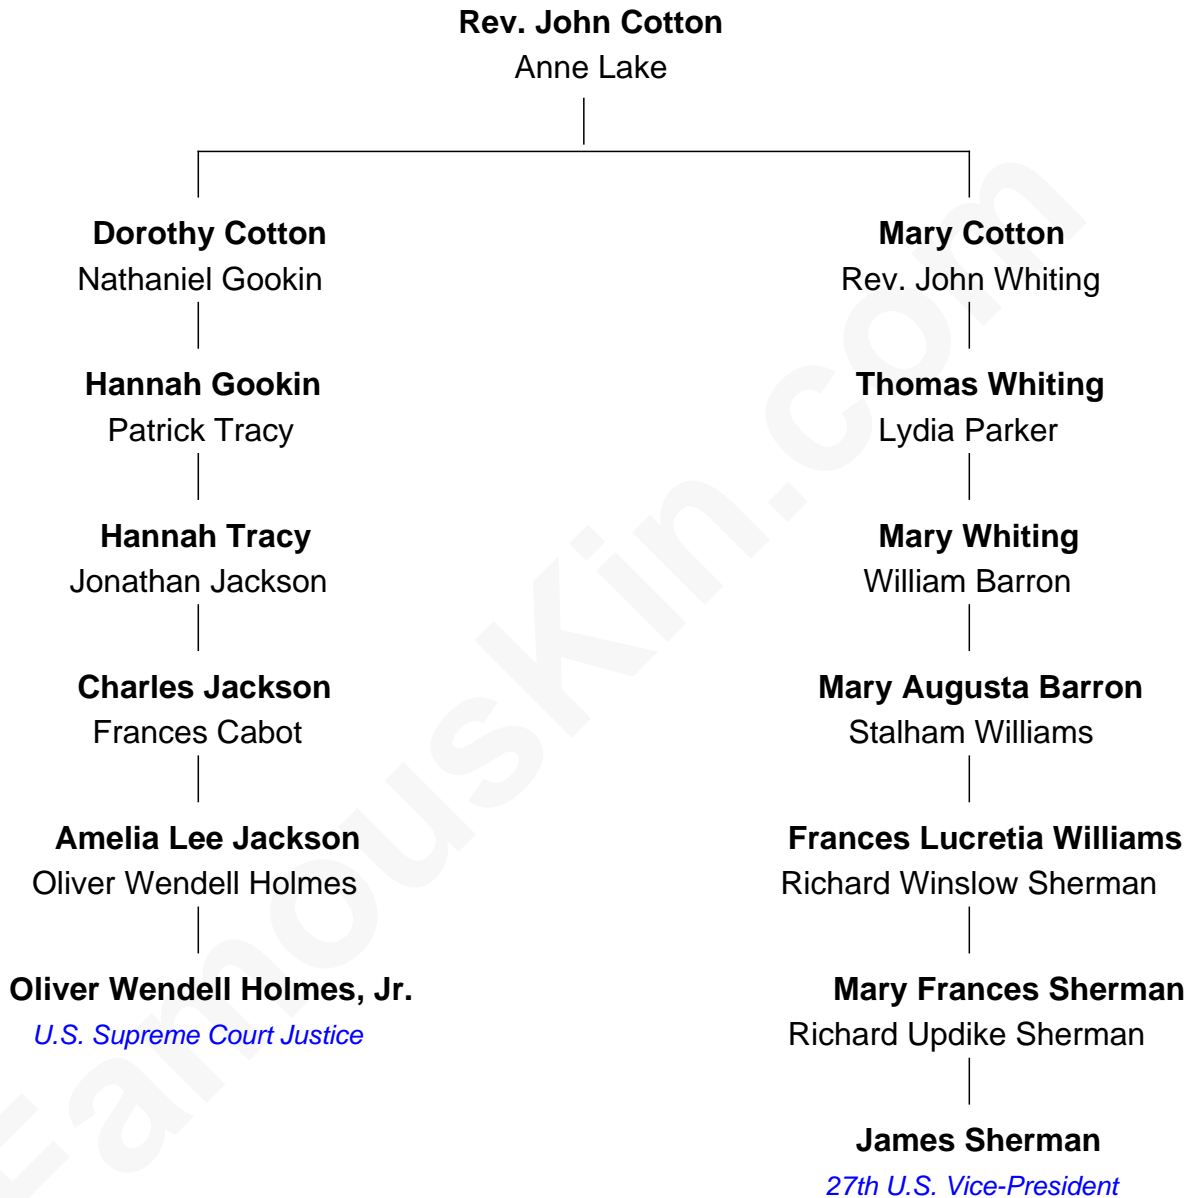 Rev. John Cotton
Anne Lake
Dorothy Cotton
Nathaniel Gookin
Hannah Gookin
Patrick Tracy
Hannah Tracy
Jonathan Jackson
Charles Jackson
Frances Cabot
Amelia Lee Jackson
Oliver Wendell Holmes
Oliver Wendell Holmes, Jr.
U.S. Supreme Court Justice
Mary Cotton
Rev. John Whiting
Thomas Whiting
Lydia Parker
Mary Whiting
William Barron
Mary Augusta Barron
Stalham Williams
Frances Lucretia Williams
Richard Winslow Sherman
Mary Frances Sherman
Richard Updike Sherman
James Sherman
27th U.S. Vice-President
FamousKin.com